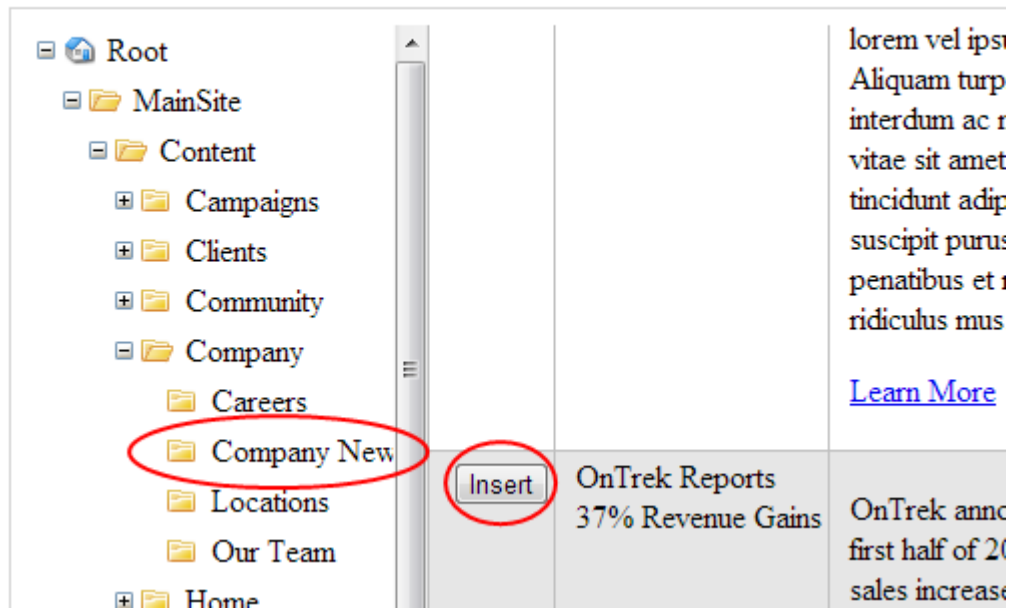 Root
MainSite
Content
Campaigns
Clients
Community
Company
Careers
Company New
Locations
Our Team
Home
Insert
OnTrek Reports
37% Revenue Gains
lorem vel ipsu
Aliquam turp
interdum ac
vitae sit amet
tincidunt adip
suscipit purus
penatibus et
ridiculus mus
Learn More
OnTrek anno
first half of 20
sales increase